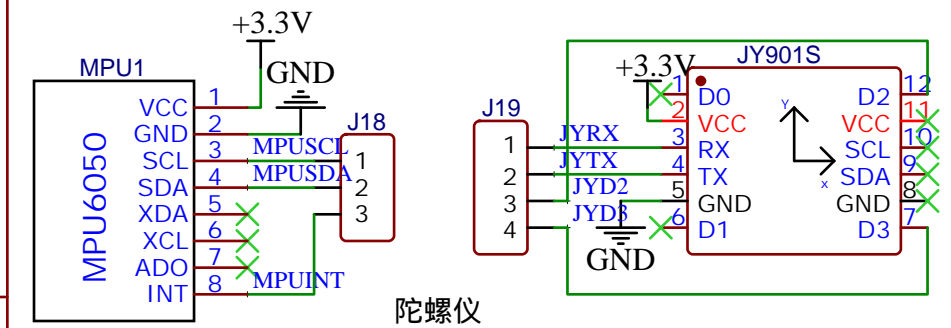 +3.3V
MPU1
GND
MPU6050
VCC 1
GND 2
SCL 3 MPUSCL
SDA 4 MPUSDA
XDA 5
XCL 6
ADO 7
INT 8 MPUINT
J18
1
2
3
J19
1 JYRX
2 JYTX
3 JYD2
4 JYD3
+3.3V
GND
JY901S
1 D0
2 VCC
3 RX
4 TX
5 GND
6 D1
Y
x
D2 12
VCC 11
SCL 10
SDA 9
GND 8
D3 7
陀螺仪